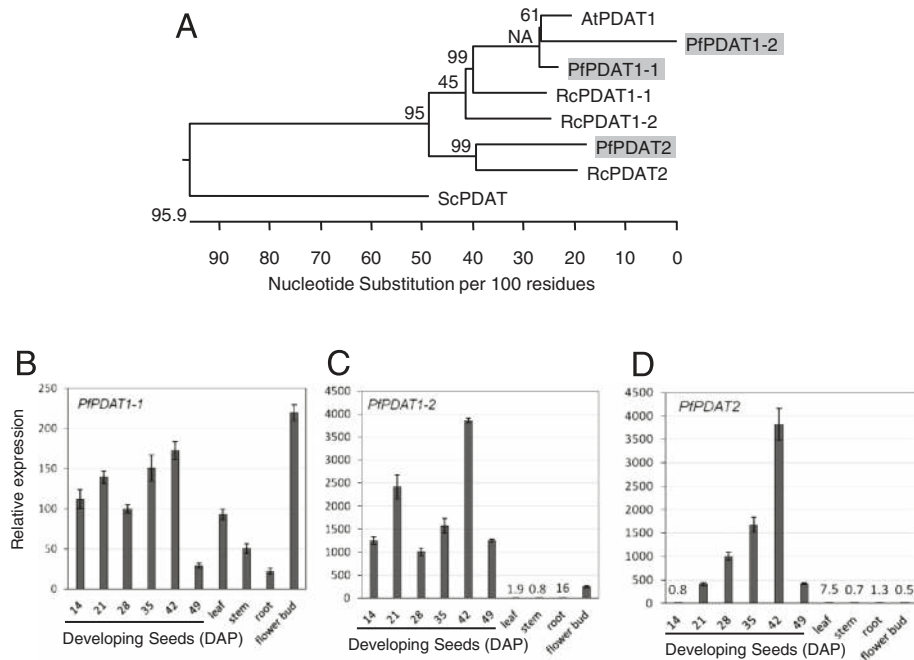 A
61
AtPDAT1
NA
PfPDAT1-2
99
PfPDAT1-1
45
RcPDAT1-1
95
RcPDAT1-2
99
PfPDAT2
RcPDAT2
ScPDAT
95.9
90 80 70 60 50 40 30 20 10 0
Nucleotide Substitution per 100 residues
B
Relative expression
PfPDAT1-1
250
200
150
100
50
0
14 21 28 35 42 49 leaf stem root flower bud
Developing Seeds (DAP)
C
PfPDAT1-2
4500
4000
3500
3000
2500
2000
1500
1000
500
0
1.9 0.8 16
14 21 28 35 42 49 leaf stem root flower bud
Developing Seeds (DAP)
D
PfPDAT2
4500
4000
3500
3000
2500
2000
1500
1000
500
0
0.8 7.5 0.7 1.3 0.5
14 21 28 35 42 49 leaf stem root flower bud
Developing Seeds (DAP)